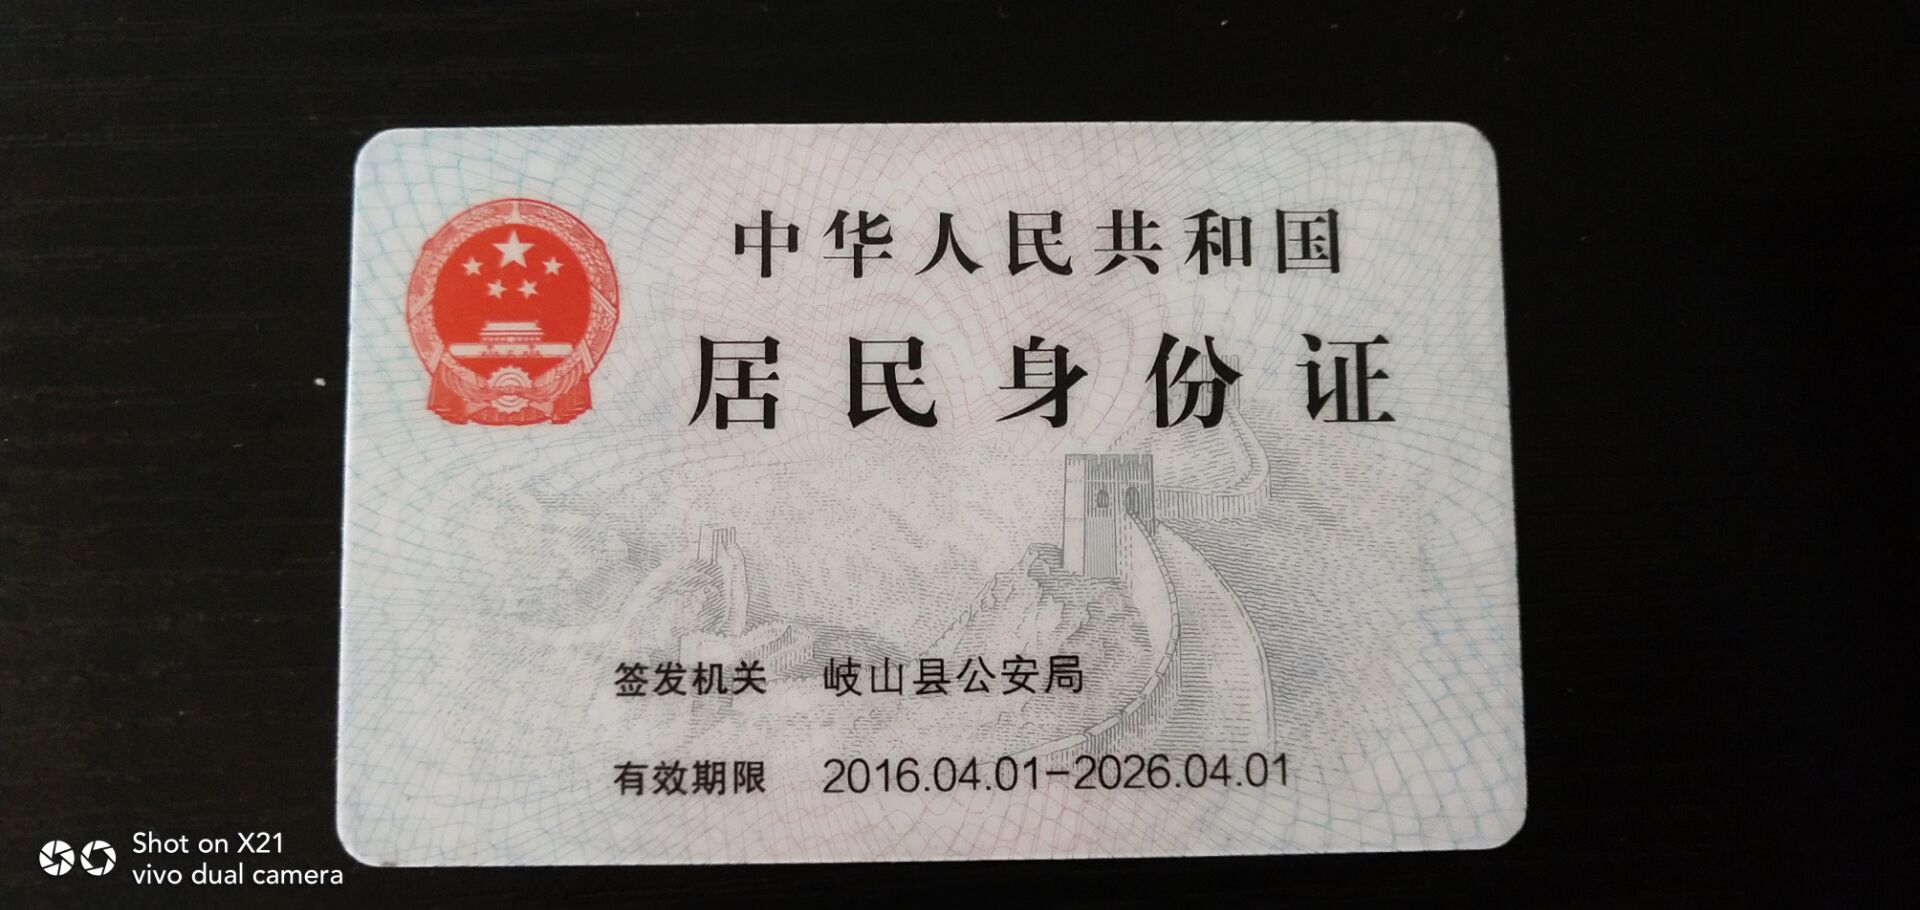 中华人民共和国
居民身份证
签发机关 岐山县公安局
有效期限 2016.04.01-2026.04.01
Shot on X21
vivo dual camera